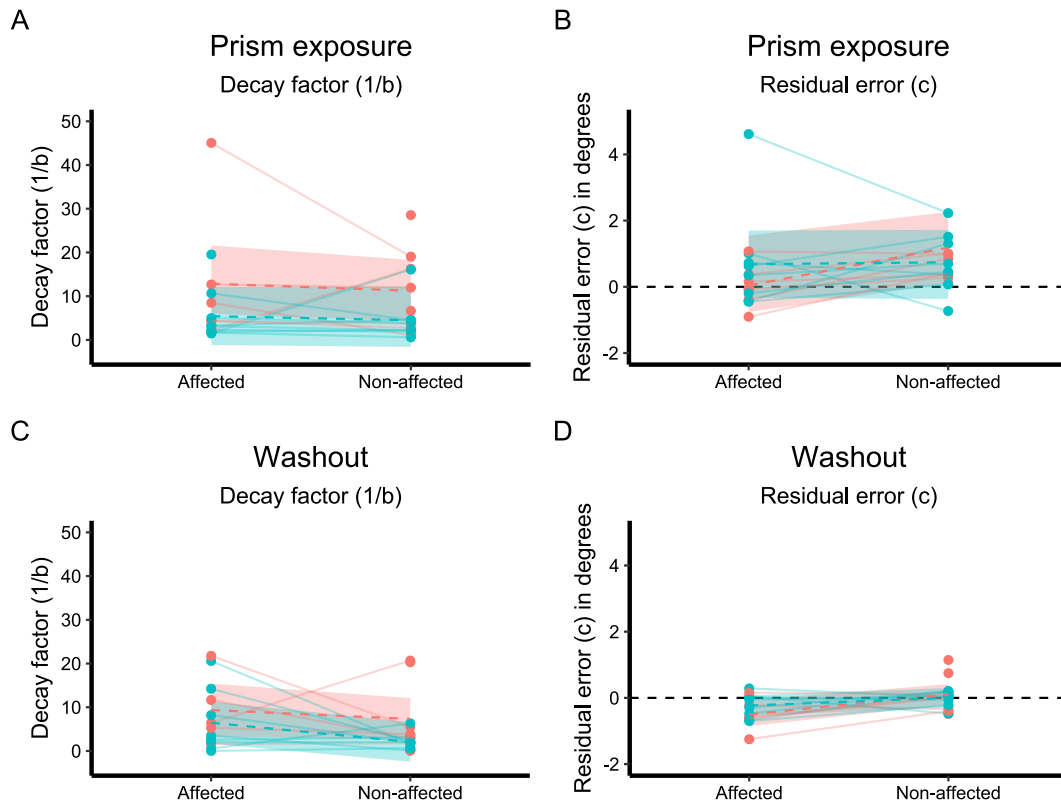 A
Prism exposure
Decay factor (1/b)
Decay factor (1/b)
50
40
30
20
10
0
Affected
Non-affected
B
Prism exposure
Residual error (c)
Residual error (c) in degrees
4
2
0
-2
Affected
Non-affected
C
Washout
Decay factor (1/b)
Decay factor (1/b)
50
40
30
20
10
0
Affected
Non-affected
D
Washout
Residual error (c)
Residual error (c) in degrees
4
2
0
-2
Affected
Non-affected